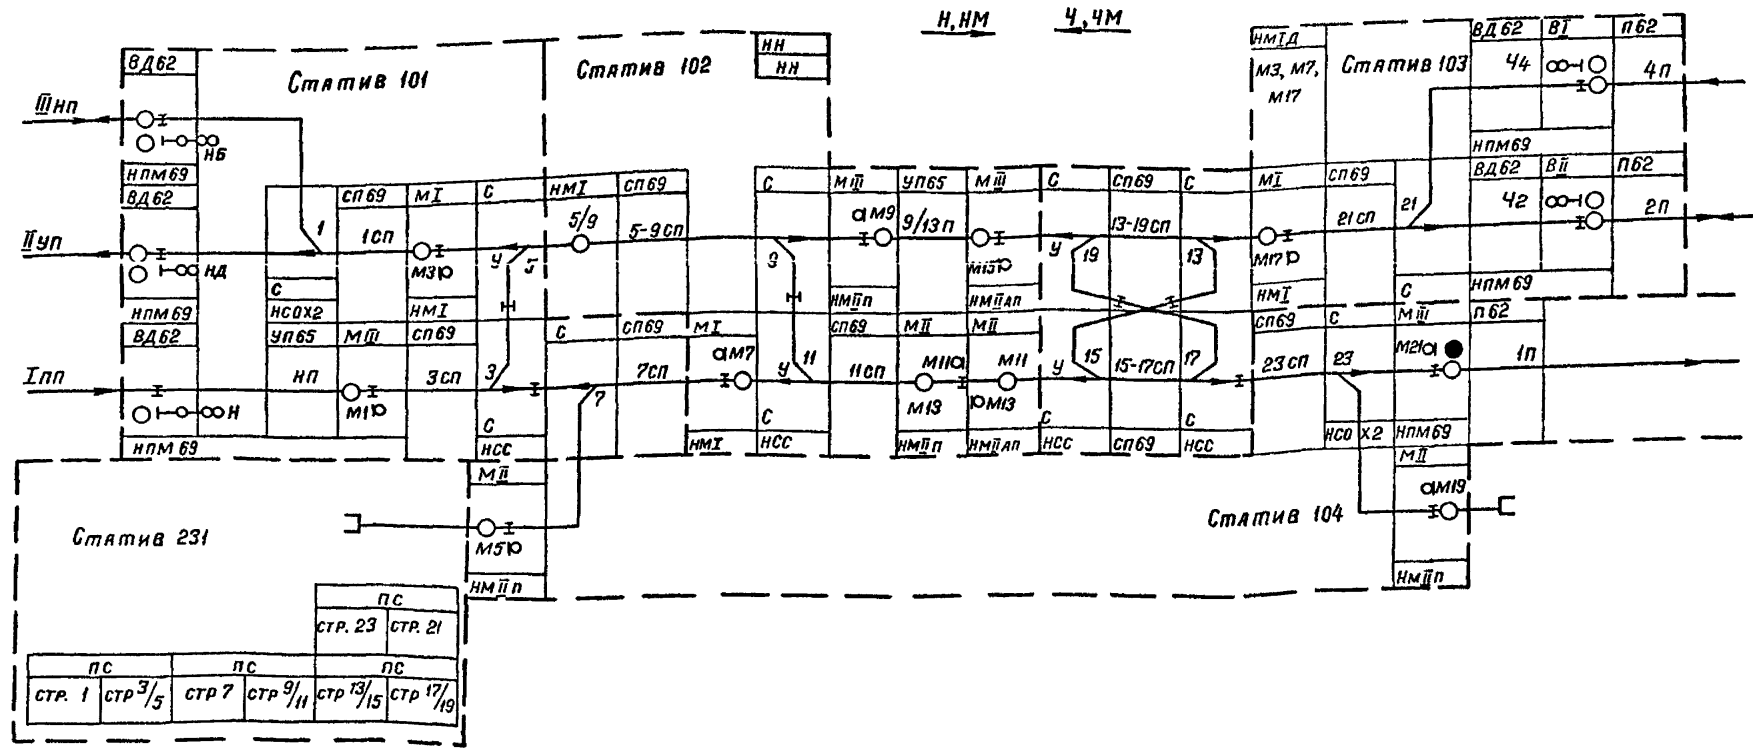 Н, НМ
Ч, ЧМ
ВД62
Статив 101
Статив 102
НН
НН
НМIД
М3, М7,
М17
Статив 103
ВД62
ВI
П62
Ч4
4П
IIIНП
НБ
НПМ69
ВД62
НПМ69
ВД62
ВII
П62
СП69
МI
С
НМI
СП69
С
МIII
УП65
МIII
С
СП69
С
МI
СП69
1
1СП
У
5
5/9
5-9СП
9
М9
9/13П
У
19
13-19СП
13
21СП
21
Ч2
2П
IIУП
НД
М3
М15
М17
С
НСОХ2
НПМ69
НМI
НМIIП
НМIIАП
НМI
С
НПМ69
ВД62
УП65
МIII
СП69
С
СП69
МI
СП69
МII
МII
СП69
С
МIII
П62
IПП
НП
3СП
3
7
7СП
М7
У
11
11СП
М11
М11
У
15
15-17СП
17
23СП
23
М21
1П
Н
М1
М13
М13
С
С
С
С
НПМ69
НСС
НМI
НСС
НМIIП
НМIIАП
НСС
СП69
НСС
НСО Х2
НПМ69
МII
МII
Статив 231
М5
Статив 104
М19
НМIIП
НМIIП
ПС
СТР. 23
СТР. 21
ПС
ПС
ПС
СТР. 1
СТР 3/5
СТР 7
СТР 9/11
СТР 13/15
СТР 17/19